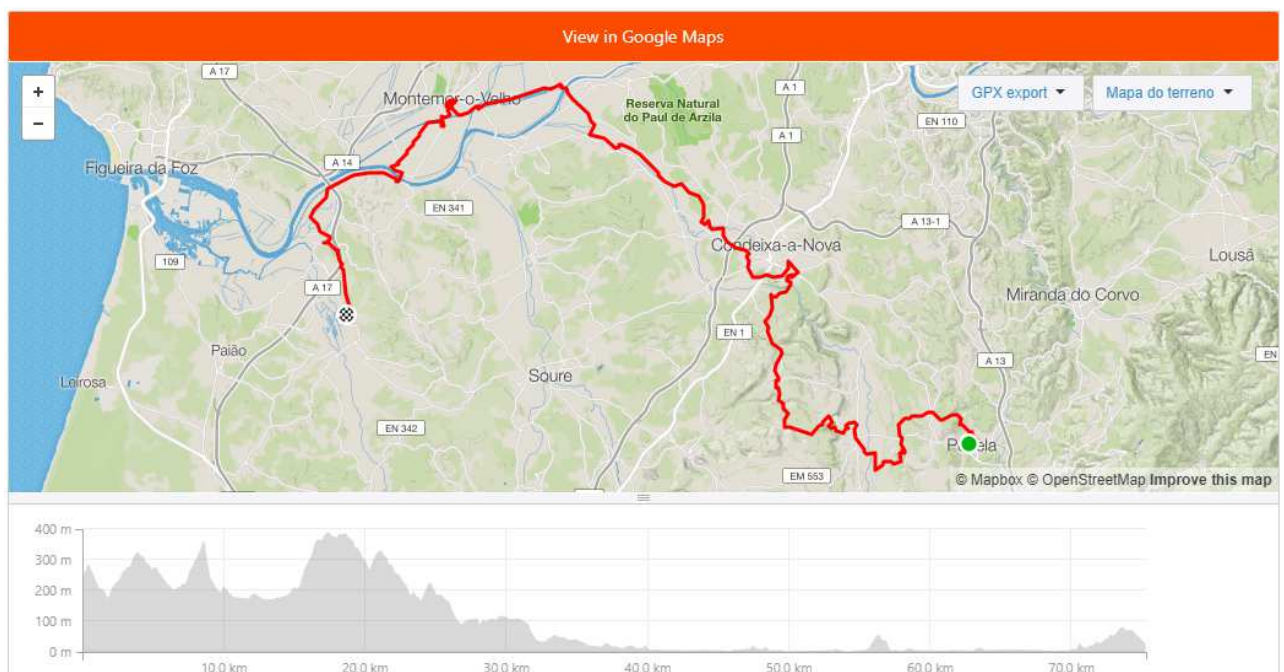 View in Google Maps
+
−
GPX export
Mapa do terreno
A 17
Montemor-o-Velho
Reserva Natural
do Paul de Arzila
A 1
EN 110
A 1
A 14
Figueira da Foz
EN 341
A 13-1
Condeixa-a-Nova
Lousã
109
A 17
Miranda do Corvo
EN 1
Paião
A 13
EN
Leirosa
Soure
EN 342
EM 553
© Mapbox © OpenStreetMap Improve this map
400 m
300 m
200 m
100 m
0 m
10.0 km 20.0 km 30.0 km 40.0 km 50.0 km 60.0 km 70.0 km